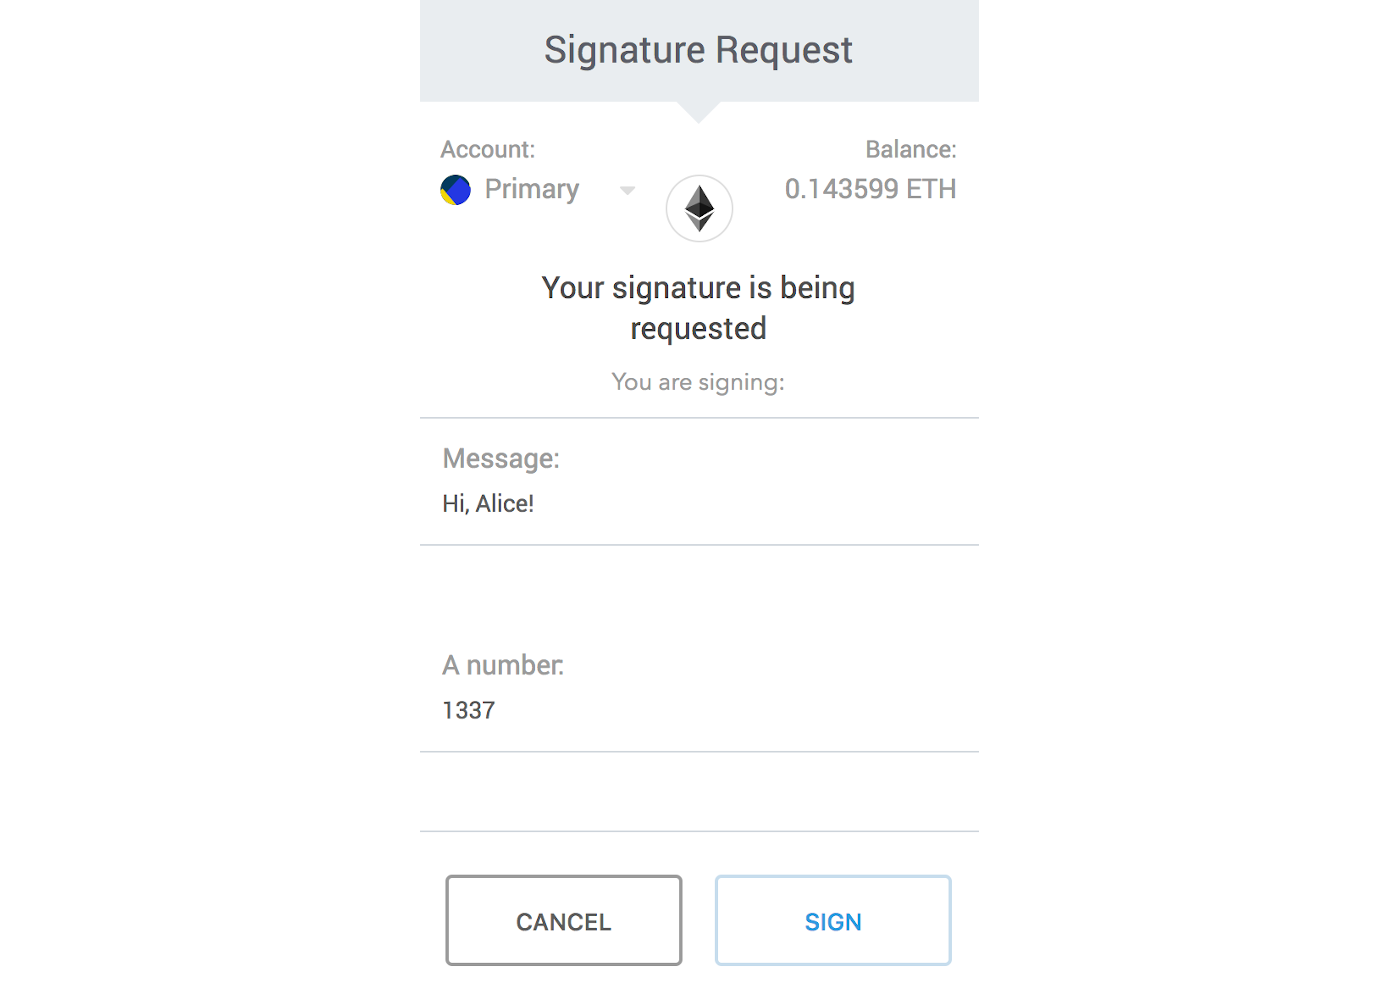 Signature Request
Account:
Balance:
Primary
0.143599 ETH
Your signature is being
requested
You are signing:
Message:
Hi, Alice!
A number:
1337
CANCEL
SIGN